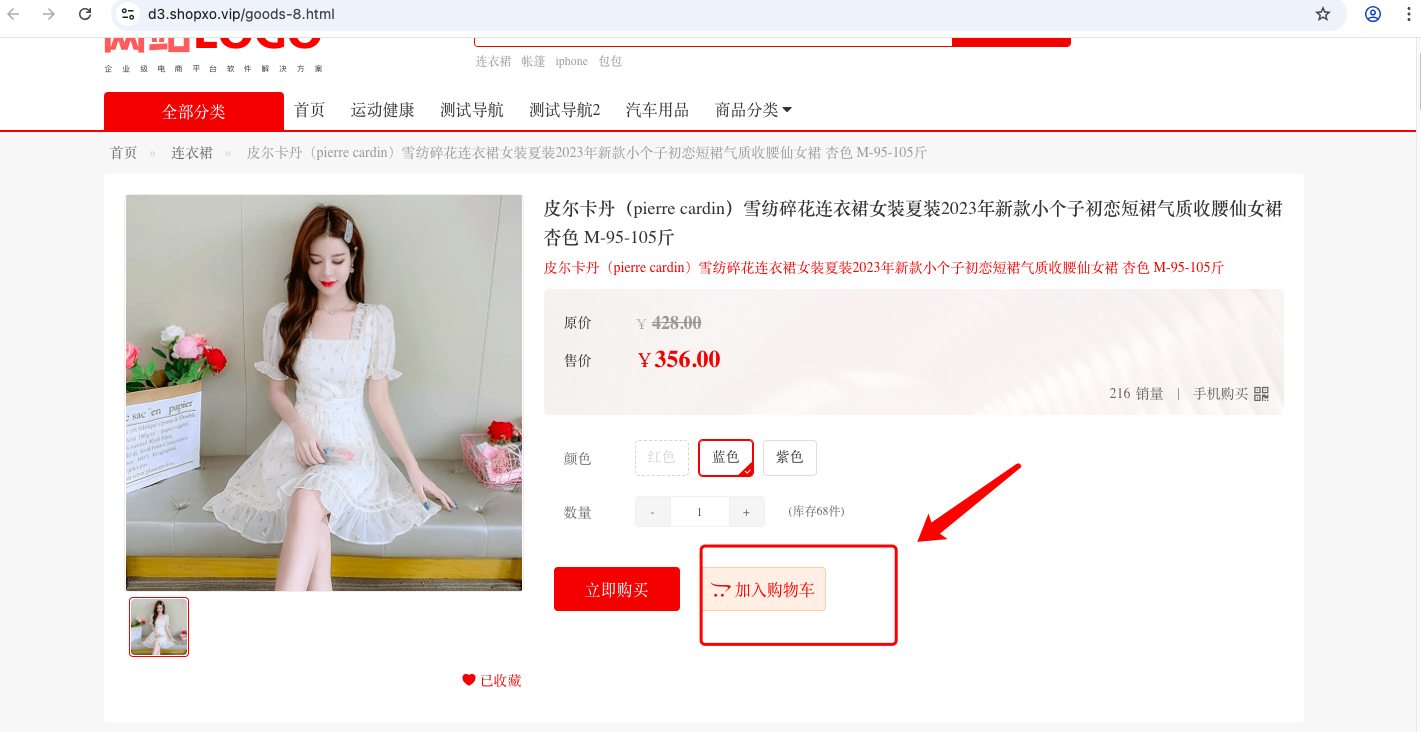 d3.shopxo.vip/goods-8.html
网站LOGO
企业级电商平台软件解决方案
连衣裙 帐篷 iphone 包包
全部分类 首页 运动健康 测试导航 测试导航2 汽车用品 商品分类
首页 » 连衣裙 » 皮尔卡丹（pierre cardin）雪纺碎花连衣裙女装夏装2023年新款小个子初恋短裙气质收腰仙女裙 杏色 M-95-105斤
皮尔卡丹（pierre cardin）雪纺碎花连衣裙女装夏装2023年新款小个子初恋短裙气质收腰仙女裙
杏色 M-95-105斤
皮尔卡丹（pierre cardin）雪纺碎花连衣裙女装夏装2023年新款小个子初恋短裙气质收腰仙女裙 杏色 M-95-105斤
原价 ￥ 428.00
售价 ￥356.00
216 销量 | 手机购买
颜色 红色 蓝色 紫色
数量 - 1 + (库存68件)
立即购买 加入购物车
已收藏